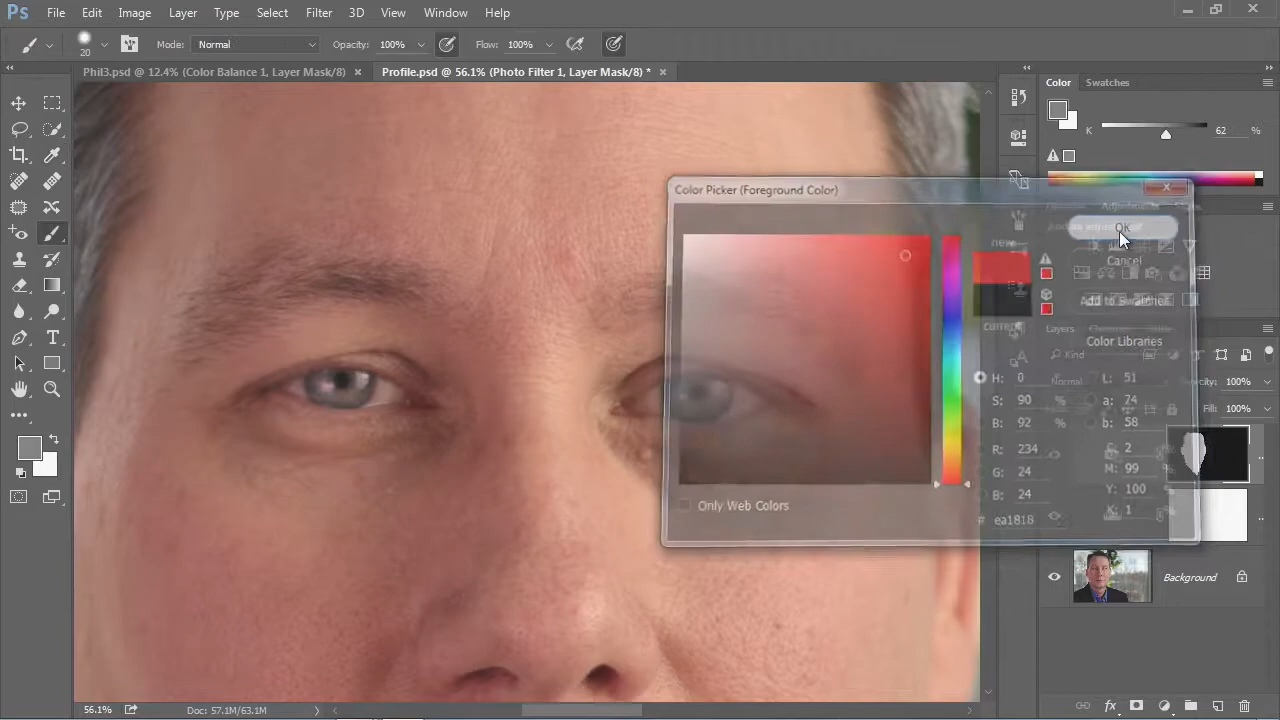 Ps File Edit Image Layer Type Select Filter 3D View Window Help
20 Mode: Normal Opacity: 100% Flow: 100%
Phil3.psd @ 12.4% (Color Balance 1, Layer Mask/8) × Profile.psd @ 56.1% (Photo Filter 1, Layer Mask/8) * ×
Color Swatches
K 62 %
Color Picker (Foreground Color)
OK
new
Cancel
Add to Swatches
current
Layers
Color Libraries
Kind
Normal Opacity: 100%
H: 0 L: 51
Fill: 100%
S: 90 % a: 74
B: 92 % b: 58
R: 234 C: 2 %
G: 24 M: 99 %
B: 24 Y: 100 %
K: 1
# ea1818
Only Web Colors
Background
56.1% Doc: 57.1M/63.1M